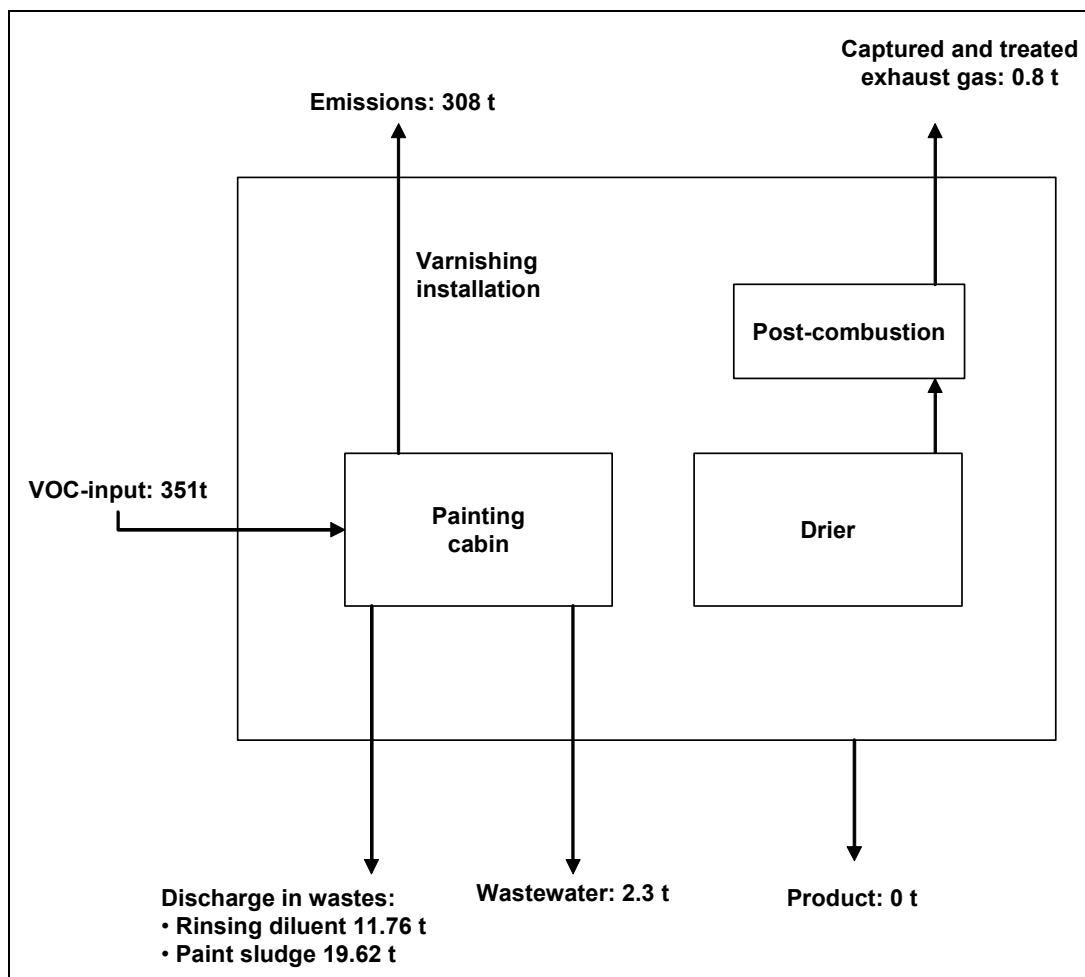 Captured and treated
exhaust gas: 0.8 t
Emissions: 308 t
Varnishing
installation
Post-combustion
VOC-input: 351t
Painting
cabin
Drier
Discharge in wastes:
• Rinsing diluent 11.76 t
• Paint sludge 19.62 t
Wastewater: 2.3 t
Product: 0 t